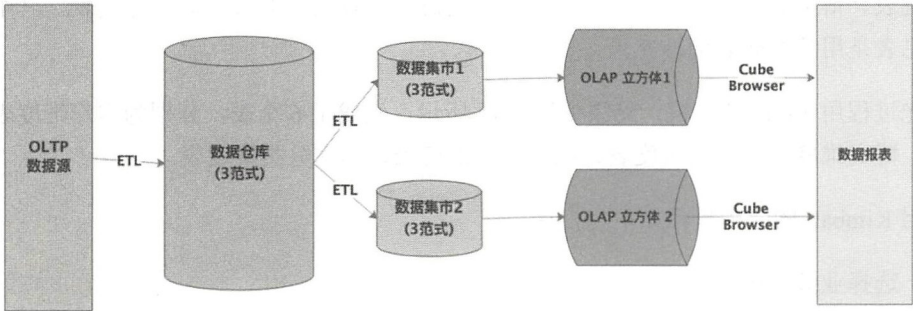 OLTP
数据源
ETL
数据仓库
(3范式)
ETL
ETL
数据集市1
(3范式)
数据集市2
(3范式)
OLAP 立方体1
OLAP 立方体 2
Cube
Browser
Cube
Browser
数据报表